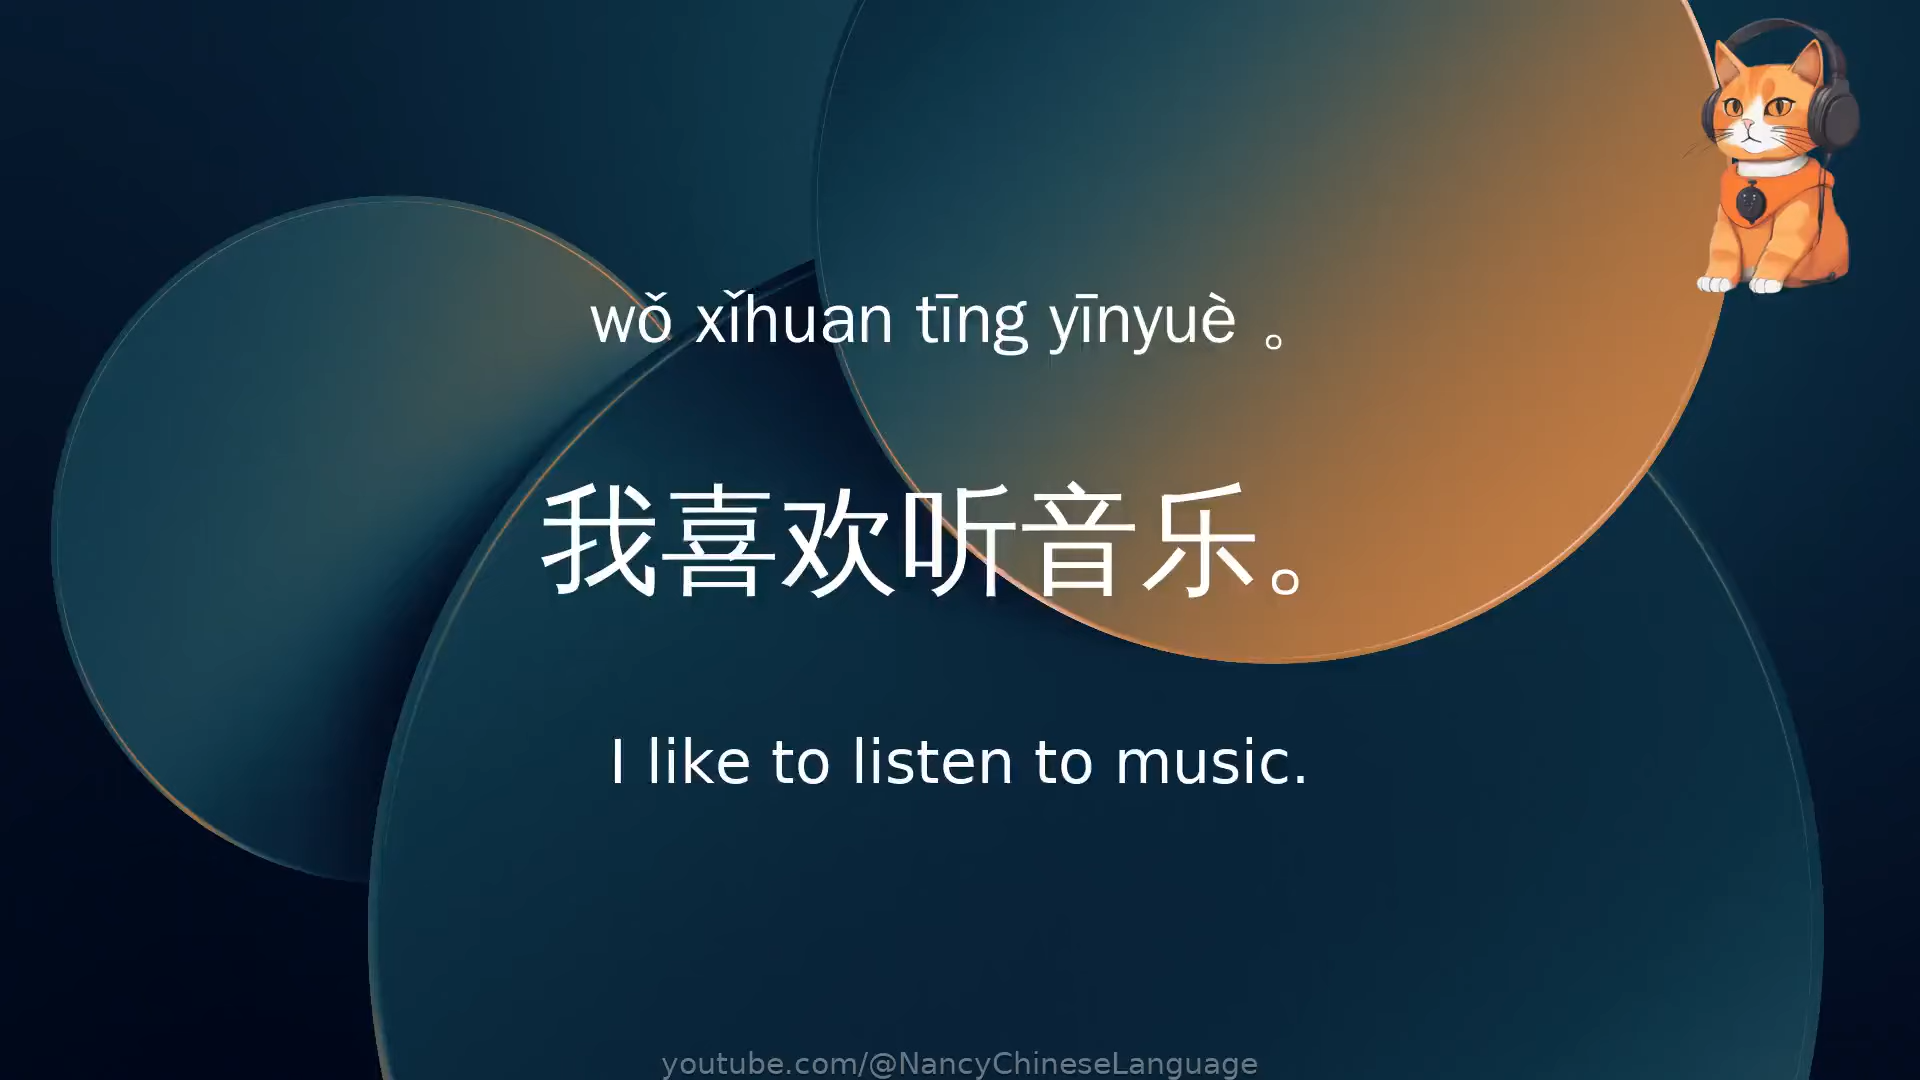 wǒ xǐhuan tīng yīnyuè 。
我喜欢听音乐。
I like to listen to music.
youtube.com/@NancyChineseLanguage